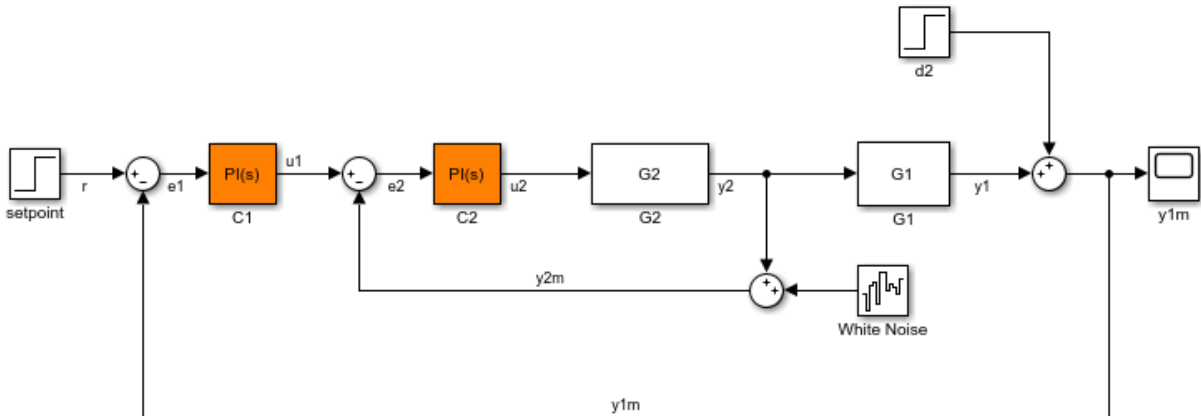 d2
PI(s)
PI(s)
G2
G1
r
e1
u1
e2
u2
y2
y1
setpoint
C1
C2
G2
G1
y1m
y2m
White Noise
y1m